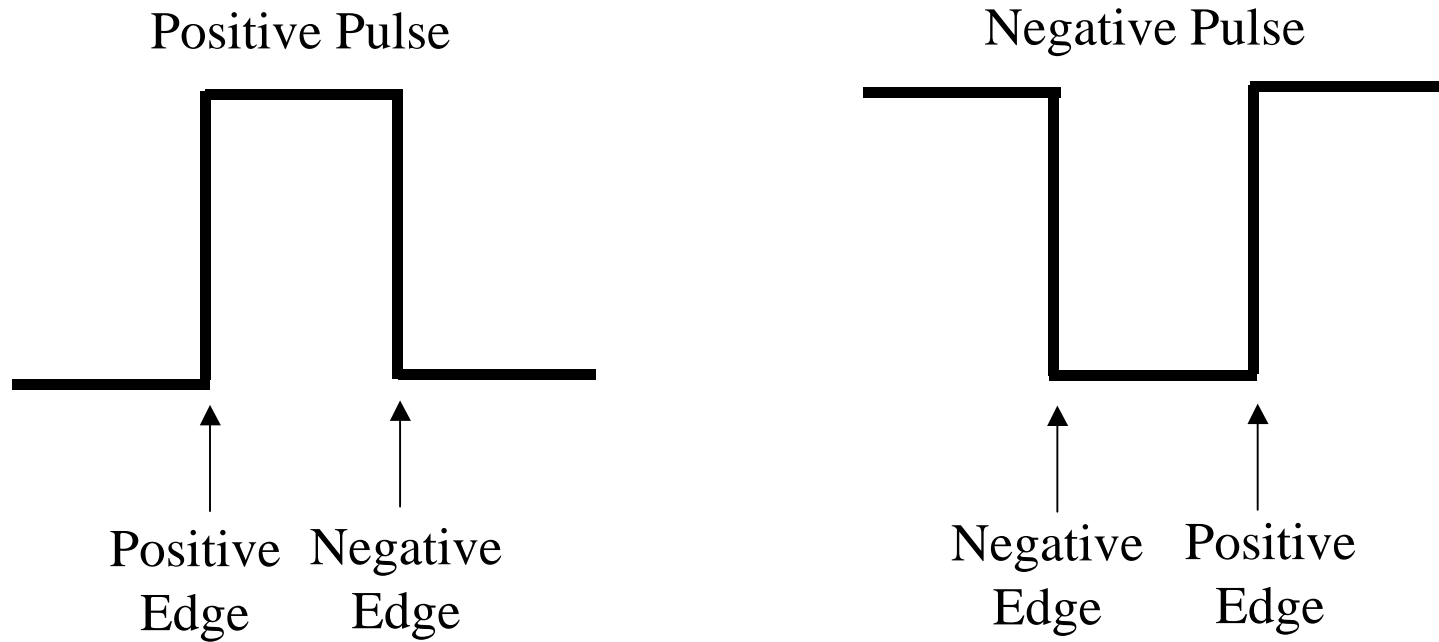 Positive Pulse
Negative Pulse
Positive
Edge
Negative
Edge
Negative
Edge
Positive
Edge